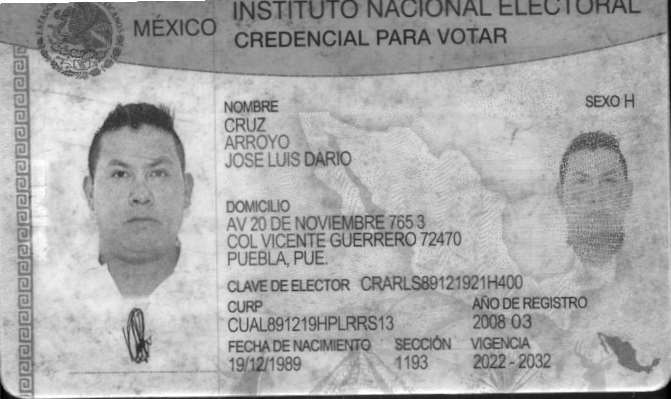 MÉXICO
INSTITUTO NACIONAL ELECTORAL
CREDENCIAL PARA VOTAR
NOMBRE
SEXO H
CRUZ
ARROYO
JOSE LUIS DARIO
DOMICILIO
AV 20 DE NOVIEMBRE 765 3
COL VICENTE GUERRERO 72470
PUEBLA, PUE.
CLAVE DE ELECTOR CRARLS89121921H400
CURP
AÑO DE REGISTRO
CUAL891219HPLRRS13
2008 03
FECHA DE NACIMIENTO SECCIÓN VIGENCIA
19/12/1989 1193 2022 - 2032